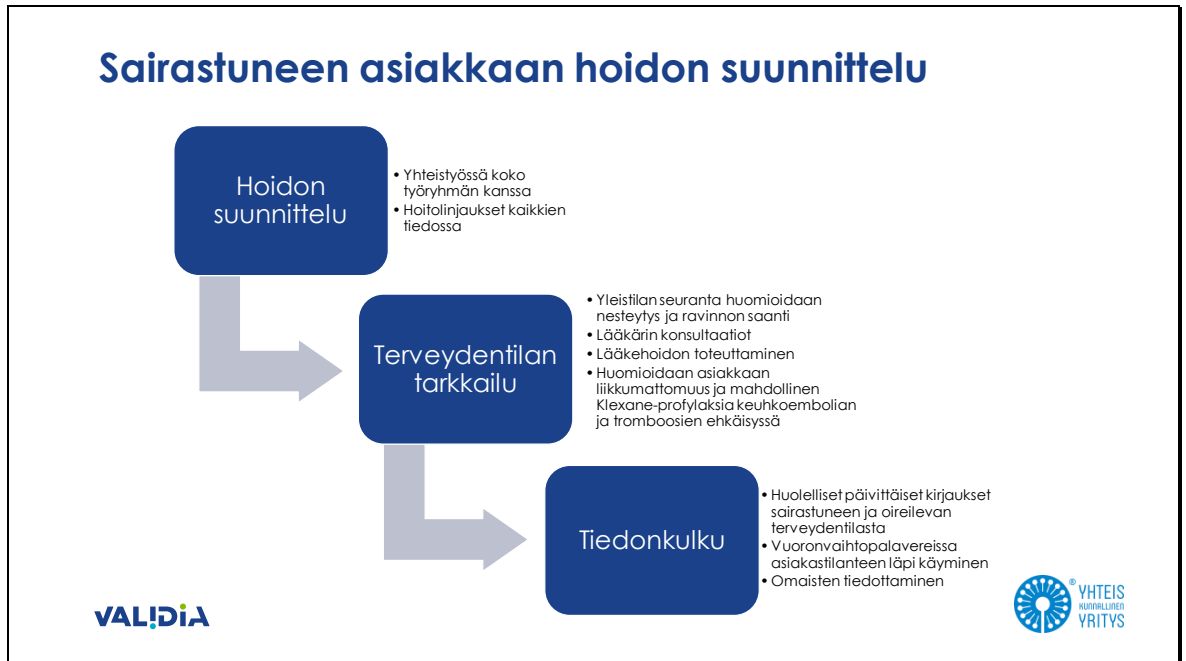 Sairastuneen asiakkaan hoidon suunnittelu
Hoidon
suunnittelu
• Yhteistyössä koko
työryhmän kanssa
• Hoitolinjaukset kaikkien
tiedossa
Terveydentilan
tarkkailu
• Yleistilan seuranta huomioidaan
nesteytys ja ravinnon saanti
• Lääkärin konsultaatiot
• Lääkehoidon toteuttaminen
• Huomioidaan asiakkaan
liikkumattomuus ja mahdollinen
Klexane-profylaksia keuhkoembolian
ja tromboosien ehkäisyssä
Tiedonkulku
• Huolelliset päivittäiset kirjaukset
sairastuneen ja oireilevan
terveydentilasta
• Vuoronvaihtopalavereissa
asiakastilanteen läpi käyminen
• Omaisten tiedottaminen
VALIDIA
® YHTEIS
KUNNALLINEN
YRITYS